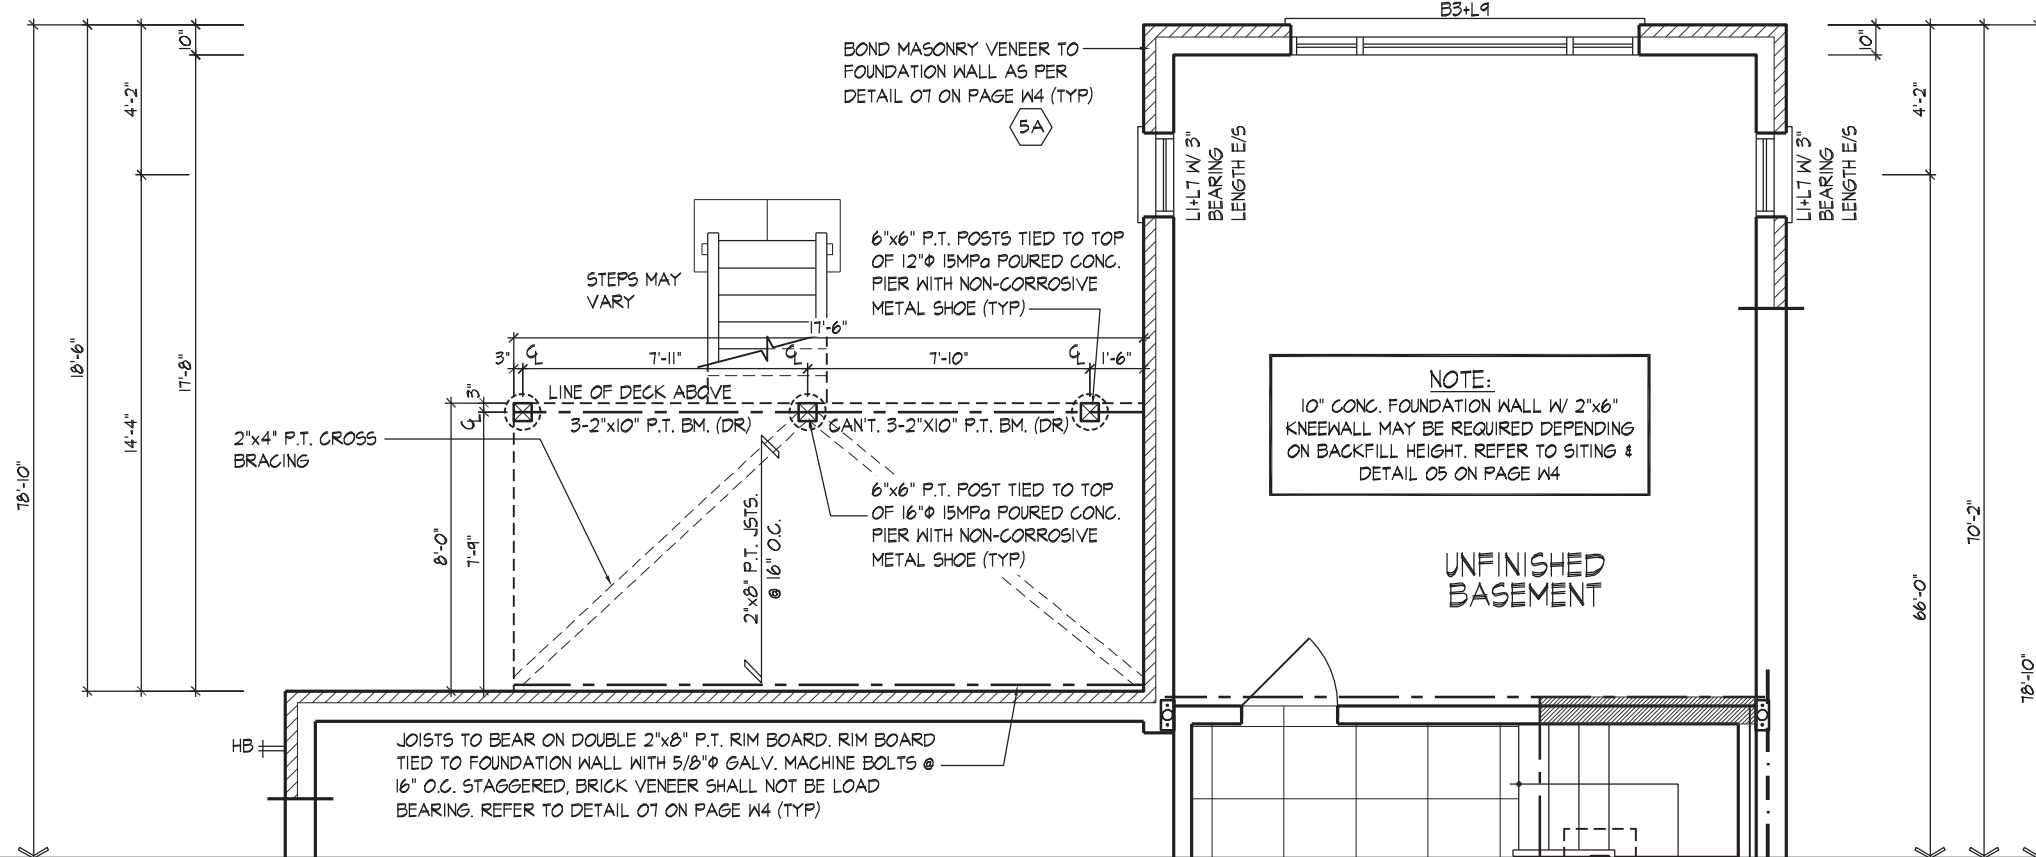 B3+L9
BOND MASONRY VENEER TO
FOUNDATION WALL AS PER
DETAIL 07 ON PAGE W4 (TYP)
5A
10"
4'-2"
18'-6"
17'-8"
14'-4"
78'-10"
10"
4'-2"
70'-2"
66'-0"
78'-10"
L1+L7 W/ 3"
BEARING
LENGTH E/S
L1+L7 W/ 3"
BEARING
LENGTH E/S
6"x6" P.T. POSTS TIED TO TOP
OF 12"Φ 15MPa POURED CONC.
PIER WITH NON-CORROSIVE
METAL SHOE (TYP)
STEPS MAY
VARY
17'-6"
3"
CL
7'-11"
CL
7'-10"
CL
1'-6"
3"
CL
LINE OF DECK ABOVE
3-2"x10" P.T. BM. (DR)
CAN'T. 3-2"X10" P.T. BM. (DR)
2"x4" P.T. CROSS
BRACING
8'-0"
7'-9"
2"x8" P.T. JSTS.
@ 16" O.C.
6"x6" P.T. POST TIED TO TOP
OF 16"Φ 15MPa POURED CONC.
PIER WITH NON-CORROSIVE
METAL SHOE (TYP)
NOTE:
10" CONC. FOUNDATION WALL W/ 2"x6"
KNEEWALL MAY BE REQUIRED DEPENDING
ON BACKFILL HEIGHT. REFER TO SITING &
DETAIL 05 ON PAGE W4
UNFINISHED
BASEMENT
HB
JOISTS TO BEAR ON DOUBLE 2"x8" P.T. RIM BOARD. RIM BOARD
TIED TO FOUNDATION WALL WITH 5/8"Φ GALV. MACHINE BOLTS @
16" O.C. STAGGERED, BRICK VENEER SHALL NOT BE LOAD
BEARING. REFER TO DETAIL 07 ON PAGE W4 (TYP)